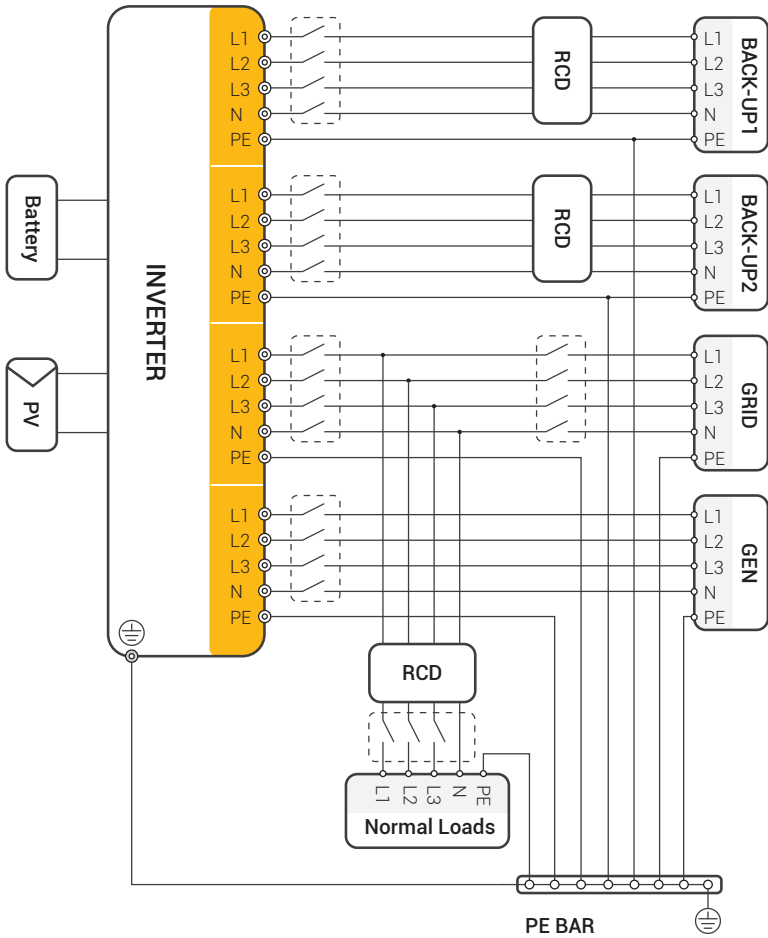 L1
L2
L3
N
PE
RCD
L1
L2
L3
N
PE
BACK-UP1
Battery
L1
L2
L3
N
PE
RCD
L1
L2
L3
N
PE
BACK-UP2
INVERTER
PV
L1
L2
L3
N
PE
L1
L2
L3
N
PE
GRID
L1
L2
L3
N
PE
L1
L2
L3
N
PE
GEN
RCD
L1 L2 L3 N PE
Normal Loads
PE BAR